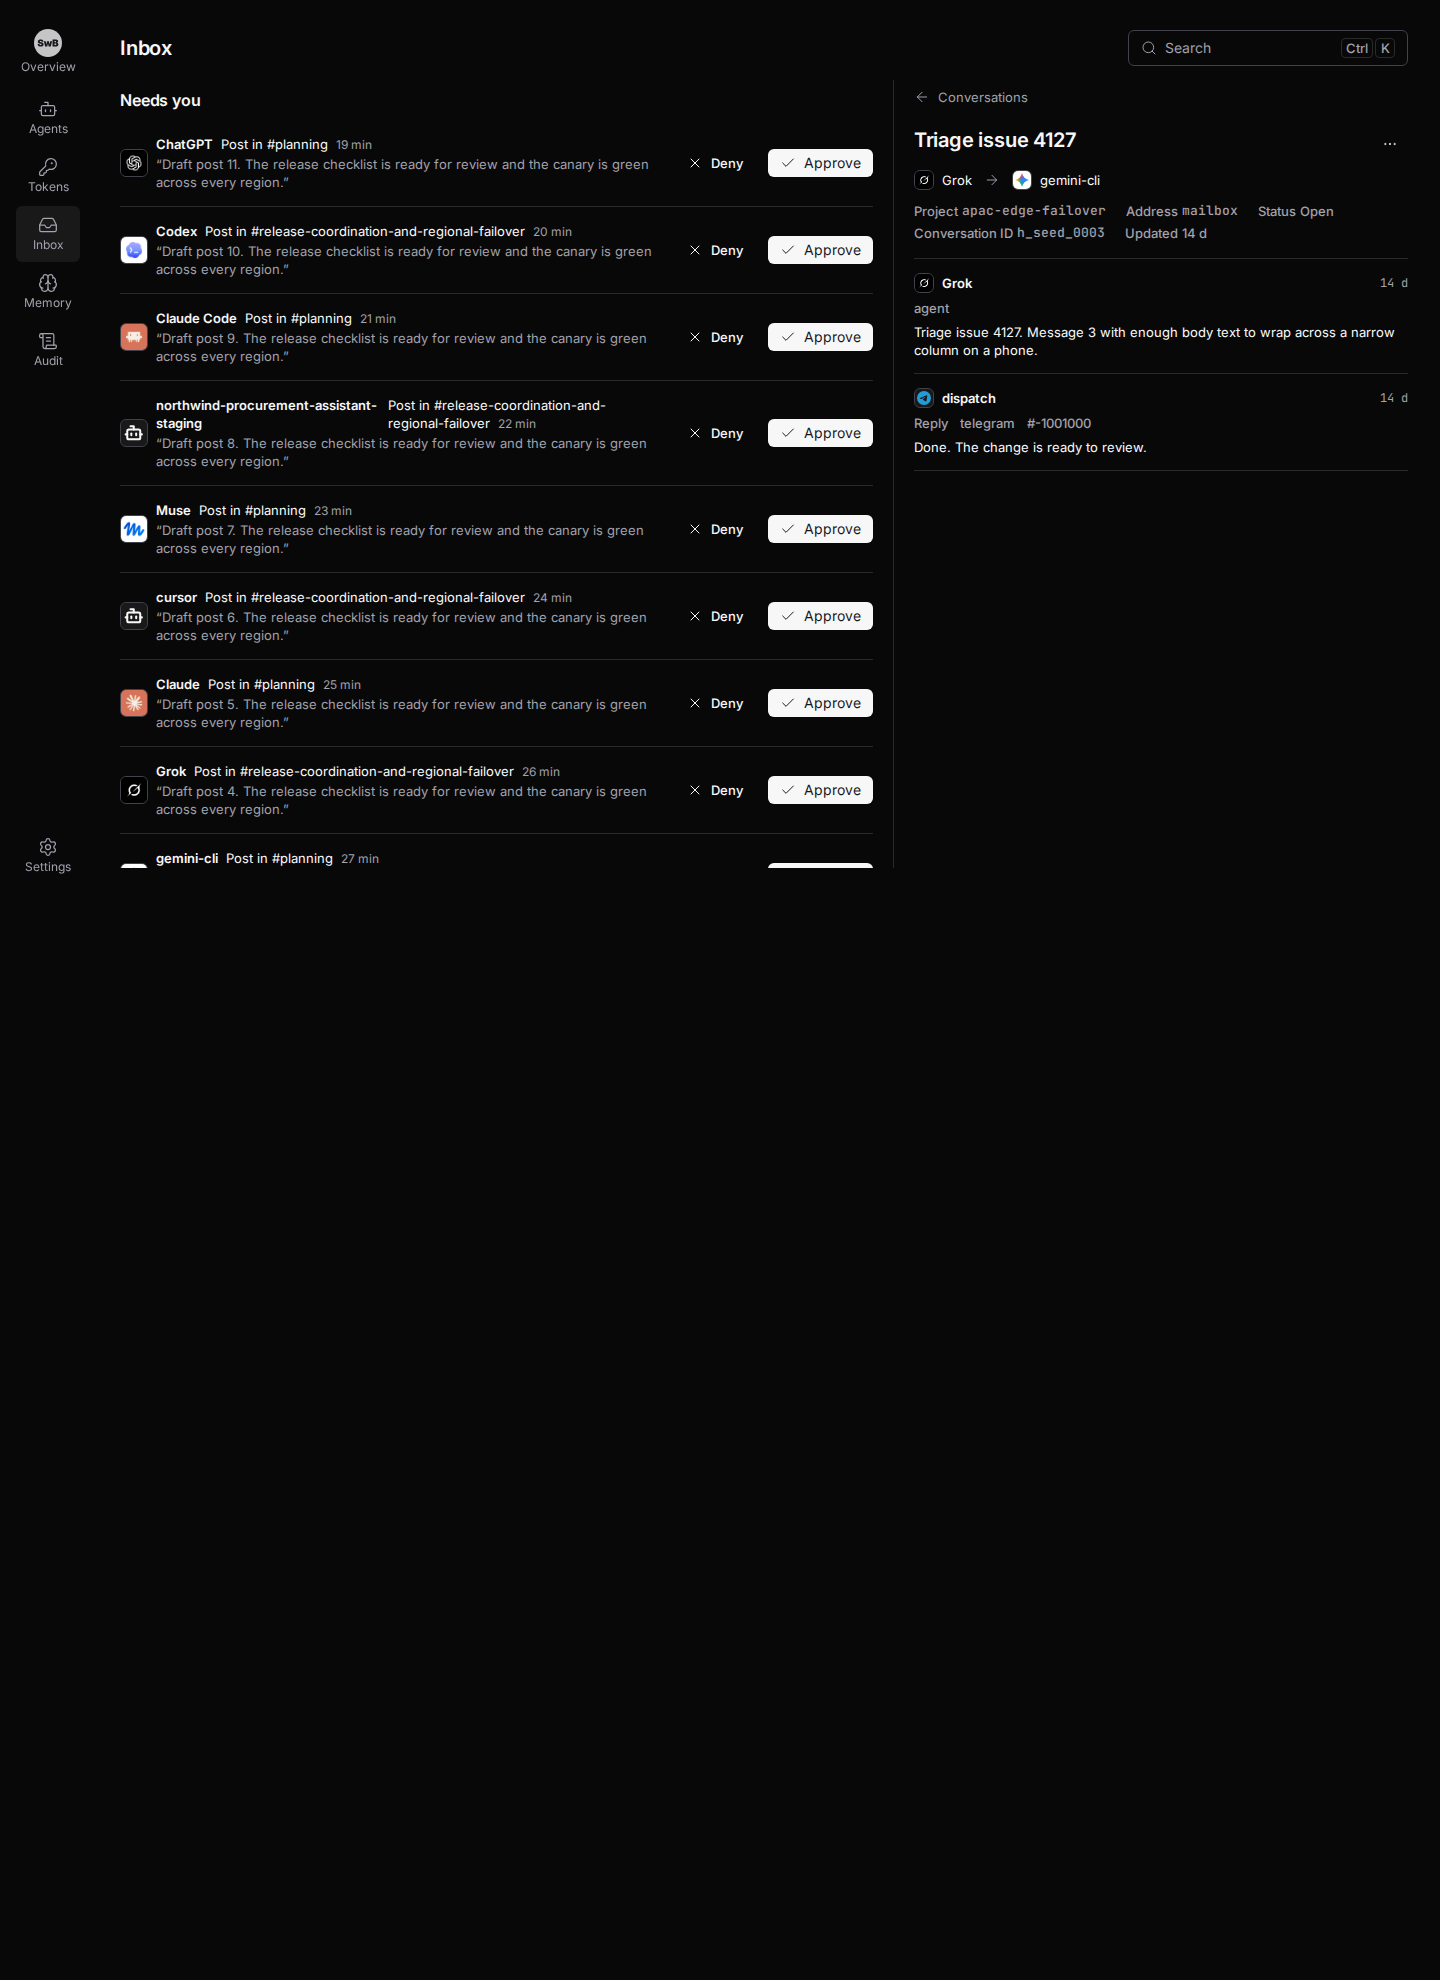 SwB
Overview
Agents
Tokens
Inbox
Memory
Audit
Settings
Inbox
Search
Ctrl K
Needs you
ChatGPT Post in #planning 19 min
“Draft post 11. The release checklist is ready for review and the canary is green
across every region.”
Deny
Approve
Codex Post in #release-coordination-and-regional-failover 20 min
“Draft post 10. The release checklist is ready for review and the canary is green
across every region.”
Deny
Approve
Claude Code Post in #planning 21 min
“Draft post 9. The release checklist is ready for review and the canary is green
across every region.”
Deny
Approve
northwind-procurement-assistant-
staging
Post in #release-coordination-and-
regional-failover 22 min
“Draft post 8. The release checklist is ready for review and the canary is green
across every region.”
Deny
Approve
Muse Post in #planning 23 min
“Draft post 7. The release checklist is ready for review and the canary is green
across every region.”
Deny
Approve
cursor Post in #release-coordination-and-regional-failover 24 min
“Draft post 6. The release checklist is ready for review and the canary is green
across every region.”
Deny
Approve
Claude Post in #planning 25 min
“Draft post 5. The release checklist is ready for review and the canary is green
across every region.”
Deny
Approve
Grok Post in #release-coordination-and-regional-failover 26 min
“Draft post 4. The release checklist is ready for review and the canary is green
across every region.”
Deny
Approve
gemini-cli Post in #planning 27 min
Conversations
Triage issue 4127
Grok gemini-cli
Project apac-edge-failover Address mailbox Status Open
Conversation ID h_seed_0003 Updated 14 d
Grok 14 d
agent
Triage issue 4127. Message 3 with enough body text to wrap across a narrow
column on a phone.
dispatch 14 d
Reply telegram #-1001000
Done. The change is ready to review.